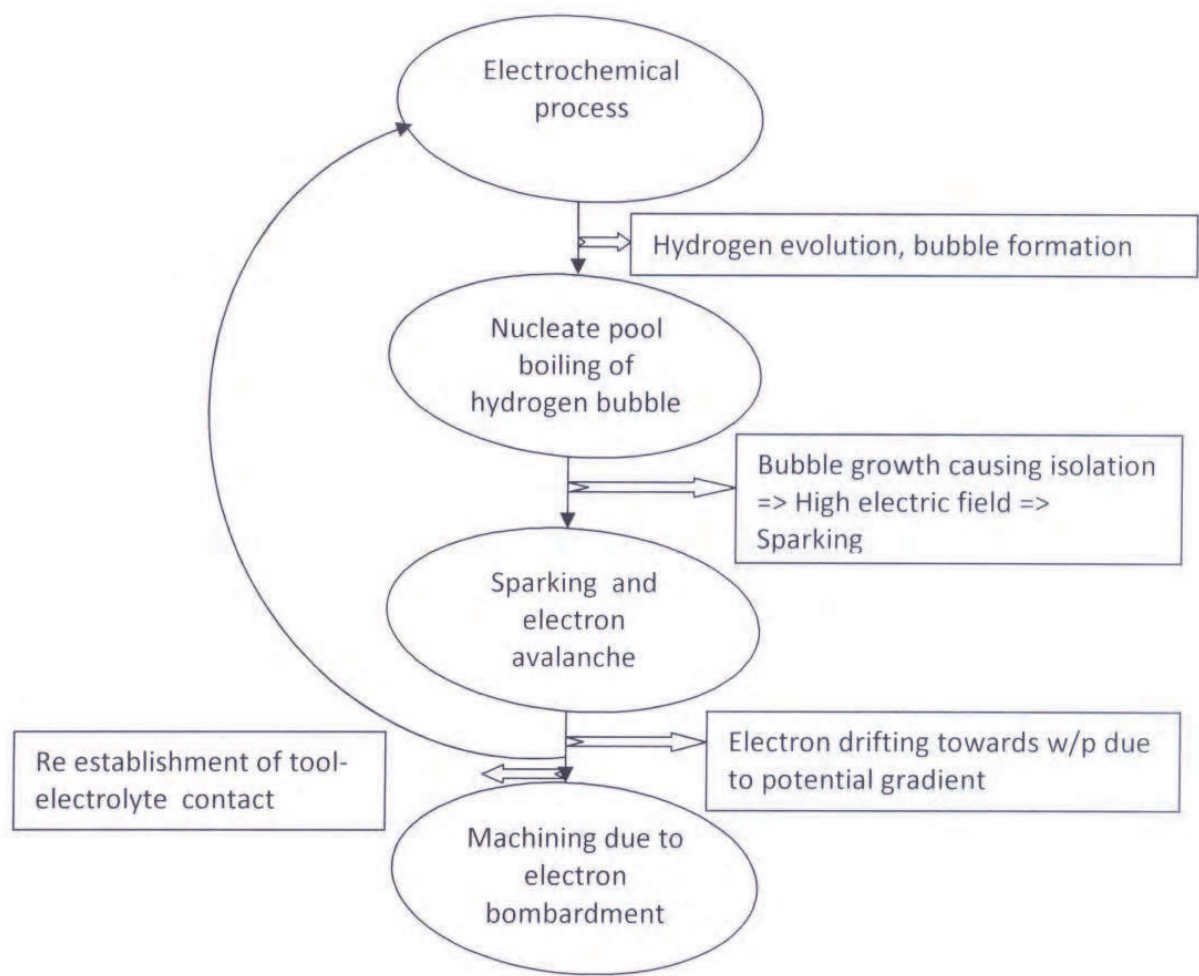 Electrochemical
process
Hydrogen evolution, bubble formation
Nucleate pool
boiling of
hydrogen bubble
Bubble growth causing isolation
=> High electric field =>
Sparking
Sparking and
electron
avalanche
Electron drifting towards w/p due
to potential gradient
Re establishment of tool-
electrolyte contact
Machining due to
electron
bombardment